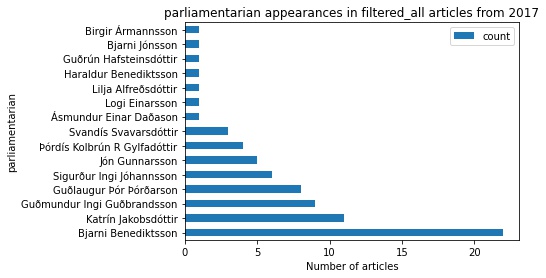 parliamentarian appearances in filtered_all articles from 2017
count
parliamentarian
Birgir Ármannsson
Bjarni Jónsson
Guðrún Hafsteinsdóttir
Haraldur Benediktsson
Lilja Alfreðsdóttir
Logi Einarsson
Ásmundur Einar Daðason
Svandís Svavarsdóttir
Þórdís Kolbrún R Gylfadóttir
Jón Gunnarsson
Sigurður Ingi Jóhannsson
Guðlaugur Þór Þórðarson
Guðmundur Ingi Guðbrandsson
Katrín Jakobsdóttir
Bjarni Benediktsson
0 5 10 15 20
Number of articles